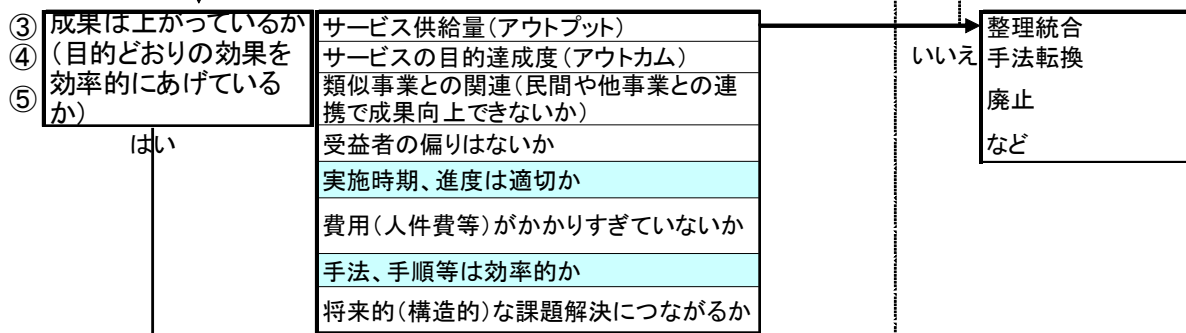 ③
④
⑤
成果は上がっているか
(目的どおりの効果を
効率的にあげている
か)
はい
サービス供給量(アウトプット)
サービスの目的達成度(アウトカム)
類似事業との関連(民間や他事業との連
携で成果向上できないか)
受益者の偏りはないか
実施時期、進度は適切か
費用(人件費等)がかかりすぎていないか
手法、手順等は効率的か
将来的(構造的)な課題解決につながるか
いいえ
整理統合
手法転換
廃止
など